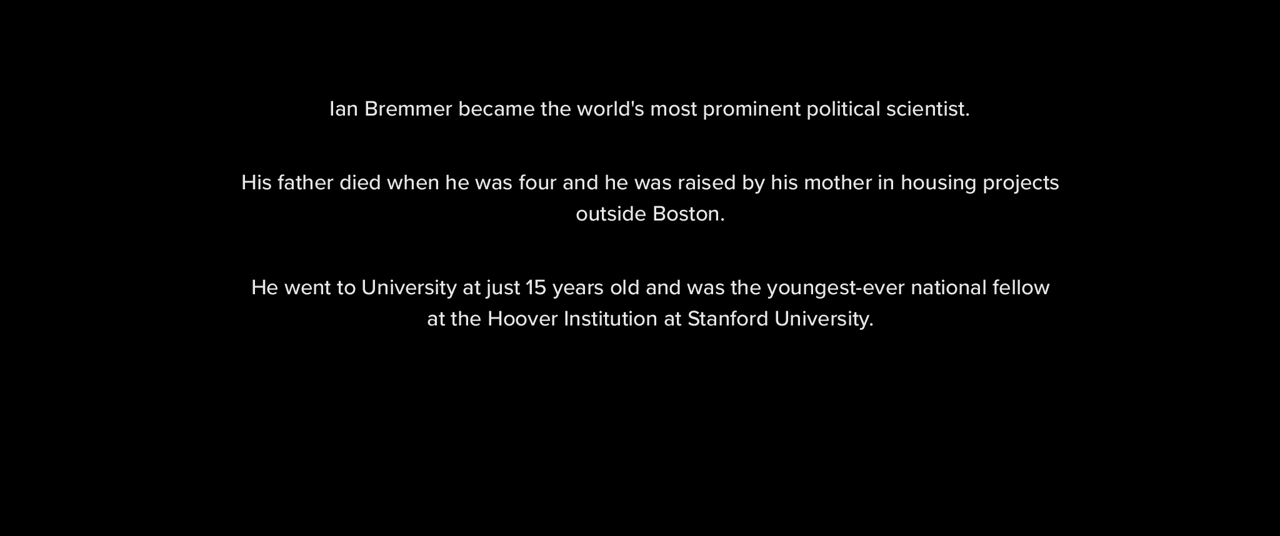 Ian Bremmer became the world's most prominent political scientist.
His father died when he was four and he was raised by his mother in housing projects
outside Boston.
He went to University at just 15 years old and was the youngest-ever national fellow
at the Hoover Institution at Stanford University.